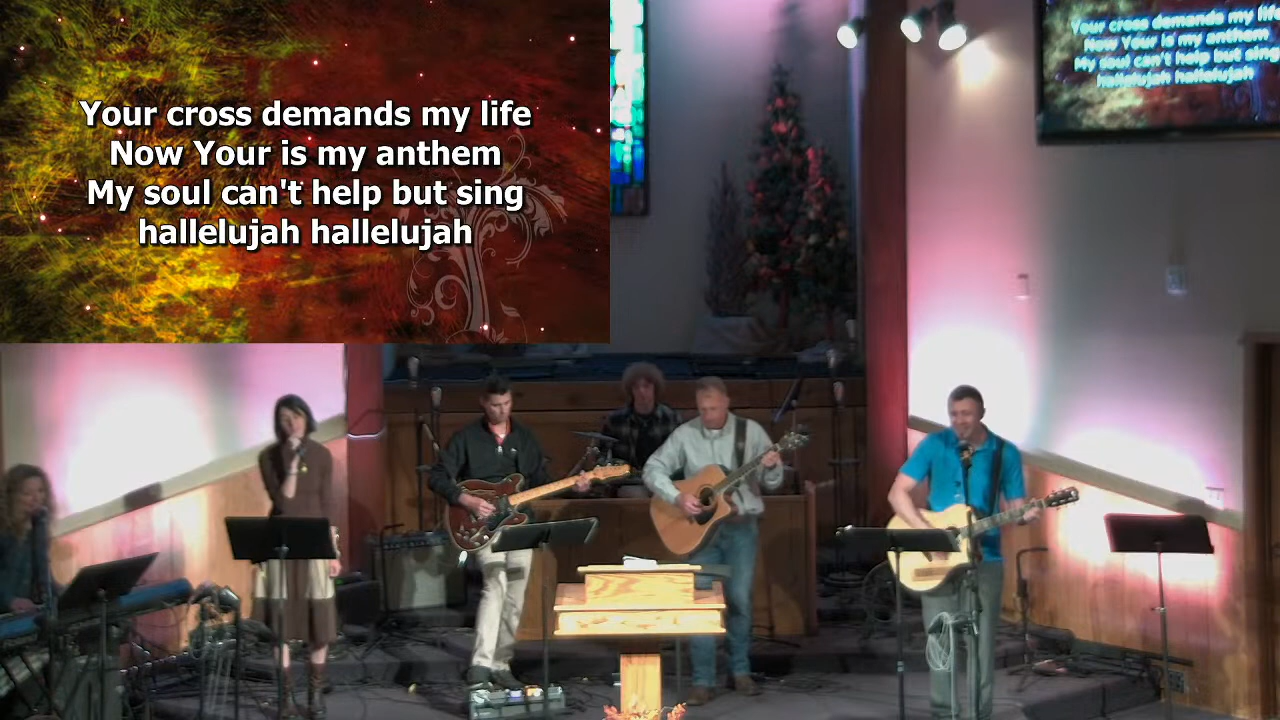 Your cross demands my life
Now Your is my anthem
My soul can't help but sing
hallelujah hallelujah
Your cross demands my life
Now Your is my anthem
My soul can't help but sing
hallelujah hallelujah